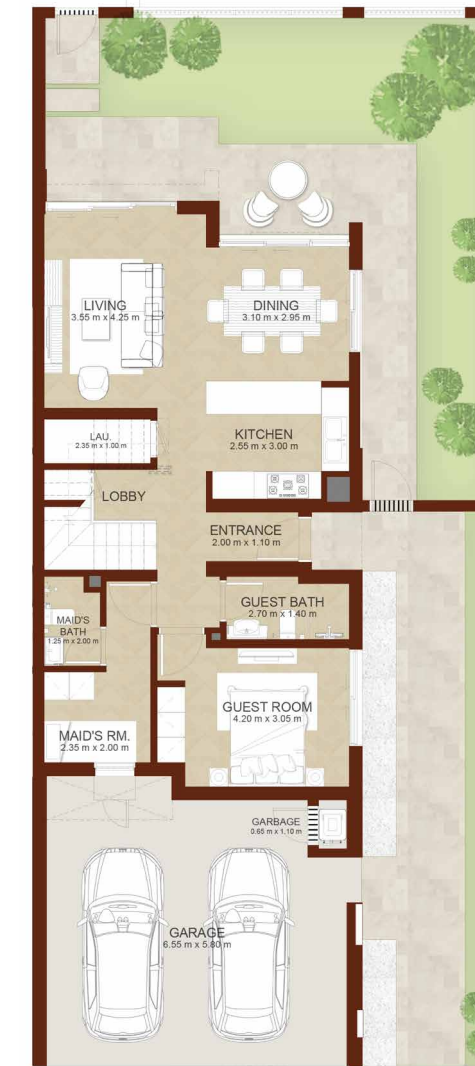 LIVING
3.55 m x 4.25 m
DINING
3.10 m x 2.95 m
LAU.
2.35 m x 1.00 m
KITCHEN
2.55 m x 3.00 m
LOBBY
ENTRANCE
2.00 m x 1.10 m
GUEST BATH
2.70 m x 1.40 m
MAID'S
BATH
1.25 m x 2.00 m
GUEST ROOM
4.20 m x 3.05 m
MAID'S RM.
2.35 m x 2.00 m
GARBAGE
0.65 m x 1.10 m
GARAGE
6.55 m x 5.80 m